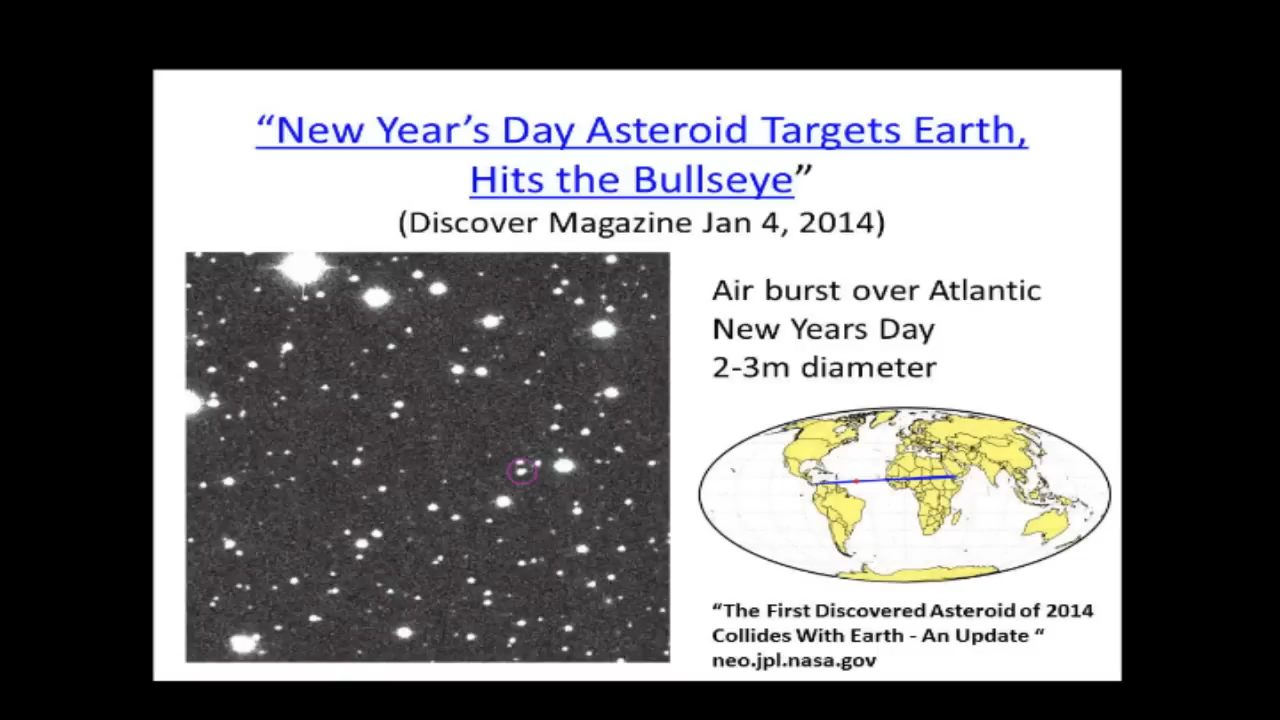 “New Year’s Day Asteroid Targets Earth,
Hits the Bullseye”
(Discover Magazine Jan 4, 2014)
Air burst over Atlantic
New Years Day
2-3m diameter
“The First Discovered Asteroid of 2014
Collides With Earth - An Update “
neo.jpl.nasa.gov